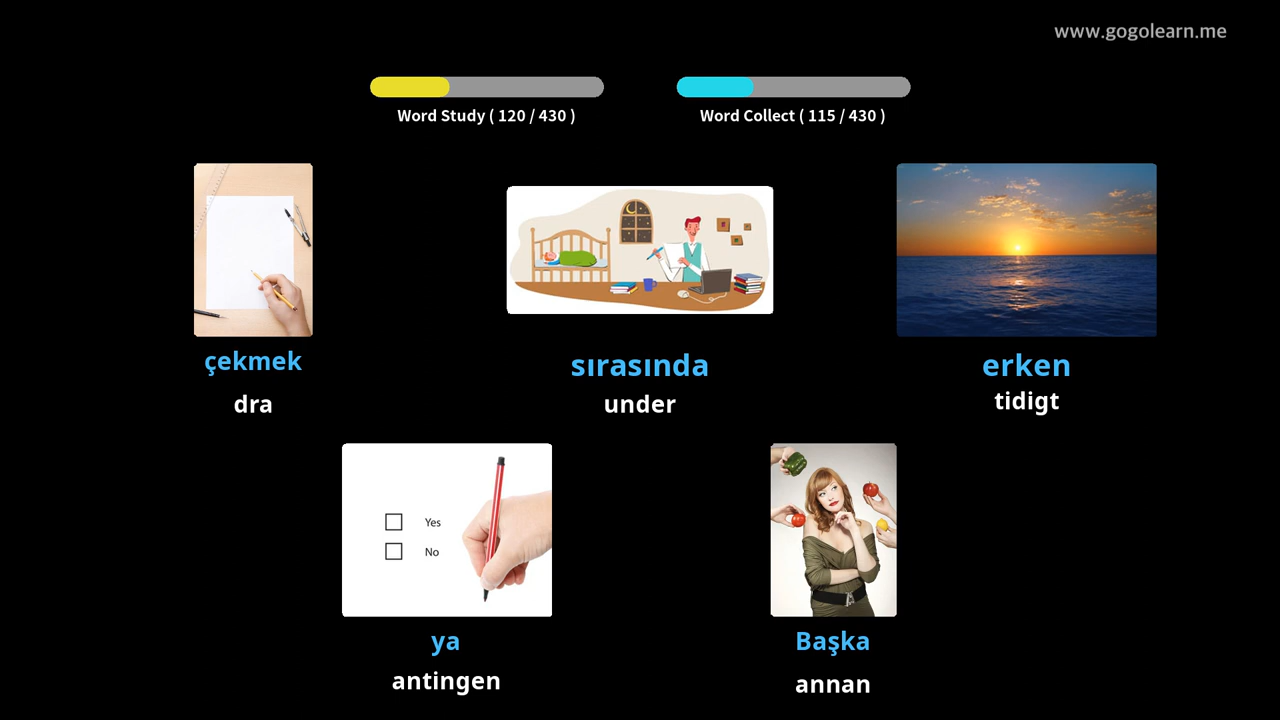 www.gogolearn.me
Word Study ( 120 / 430 )
Word Collect ( 115 / 430 )
çekmek
dra
sırasında
under
erken
tidigt
Yes
No
ya
antingen
Başka
annan